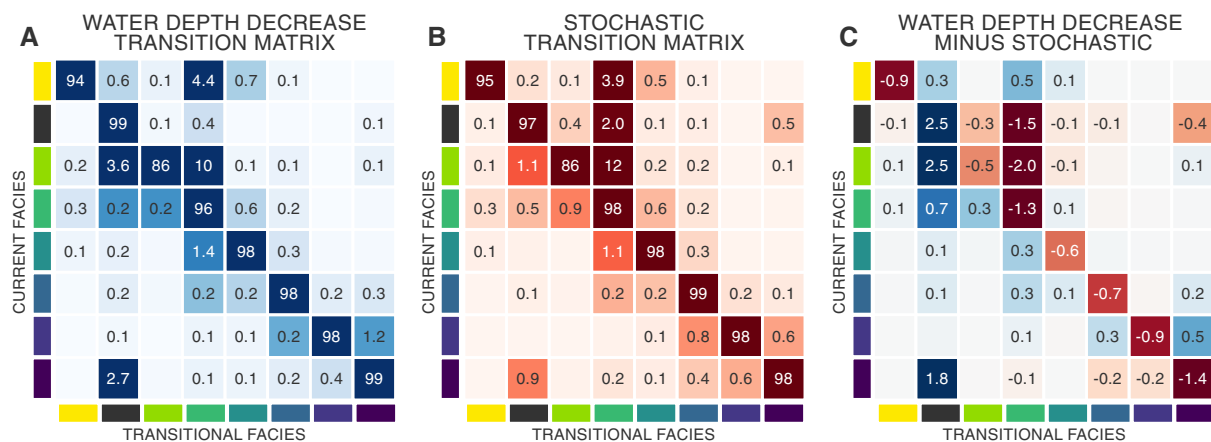 A
WATER DEPTH DECREASE
TRANSITION MATRIX
CURRENT FACIES
94 0.6 0.1 4.4 0.7 0.1
99 0.1 0.4 0.1
0.2 3.6 86 10 0.1 0.1
0.3 0.2 0.2 96 0.6 0.2
0.1 0.2 1.4 98 0.3
0.2 0.2 0.2 98 0.2 0.3
0.1 0.1 0.2 98 1.2
2.7 0.1 0.1 0.2 0.4 99
TRANSITIONAL FACIES
B
STOCHASTIC
TRANSITION MATRIX
CURRENT FACIES
95 0.2 0.1 3.9 0.5 0.1
0.1 97 0.4 2.0 0.1 0.1 0.5
0.1 1.1 86 12 0.2 0.2 0.1
0.3 0.5 0.9 98 0.6 0.2
0.1 1.1 98 0.3
0.1 0.2 0.2 99 0.2 0.1
0.1 0.8 98 0.6
0.9 0.2 0.1 0.4 0.6 98
TRANSITIONAL FACIES
C
WATER DEPTH DECREASE
MINUS STOCHASTIC
CURRENT FACIES
-0.9 0.3 0.5 0.1
-0.1 2.5 -0.3 -1.5 -0.1 -0.1 -0.4
0.1 2.5 -0.5 -2.0 -0.1 0.1
0.1 0.7 0.3 -1.3 0.1
0.1 0.3 -0.6
0.1 0.3 0.1 -0.7 0.2
0.1 0.3 -0.9 0.5
1.8 -0.1 -0.2 -0.2 -1.4
TRANSITIONAL FACIES